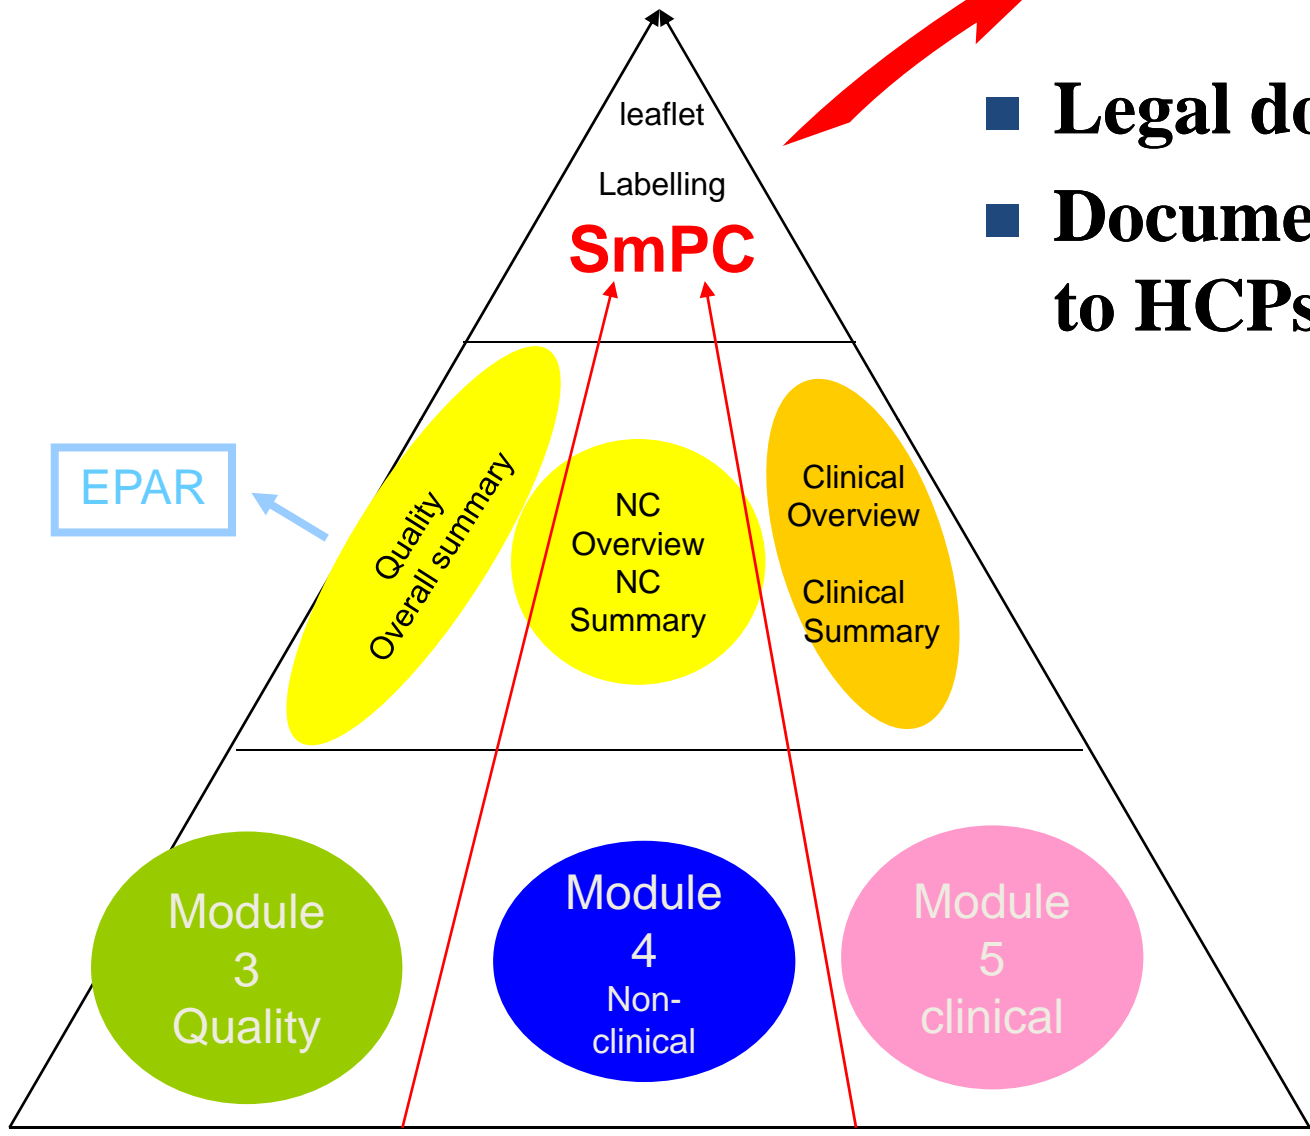 leaflet
Labelling
SmPC
Legal do
Docume
to HCPs
EPAR
Quality
Overall summary
NC
Overview
NC
Summary
Clinical
Overview
Clinical
Summary
Module
3
Quality
Module
4
Non-
clinical
Module
5
clinical